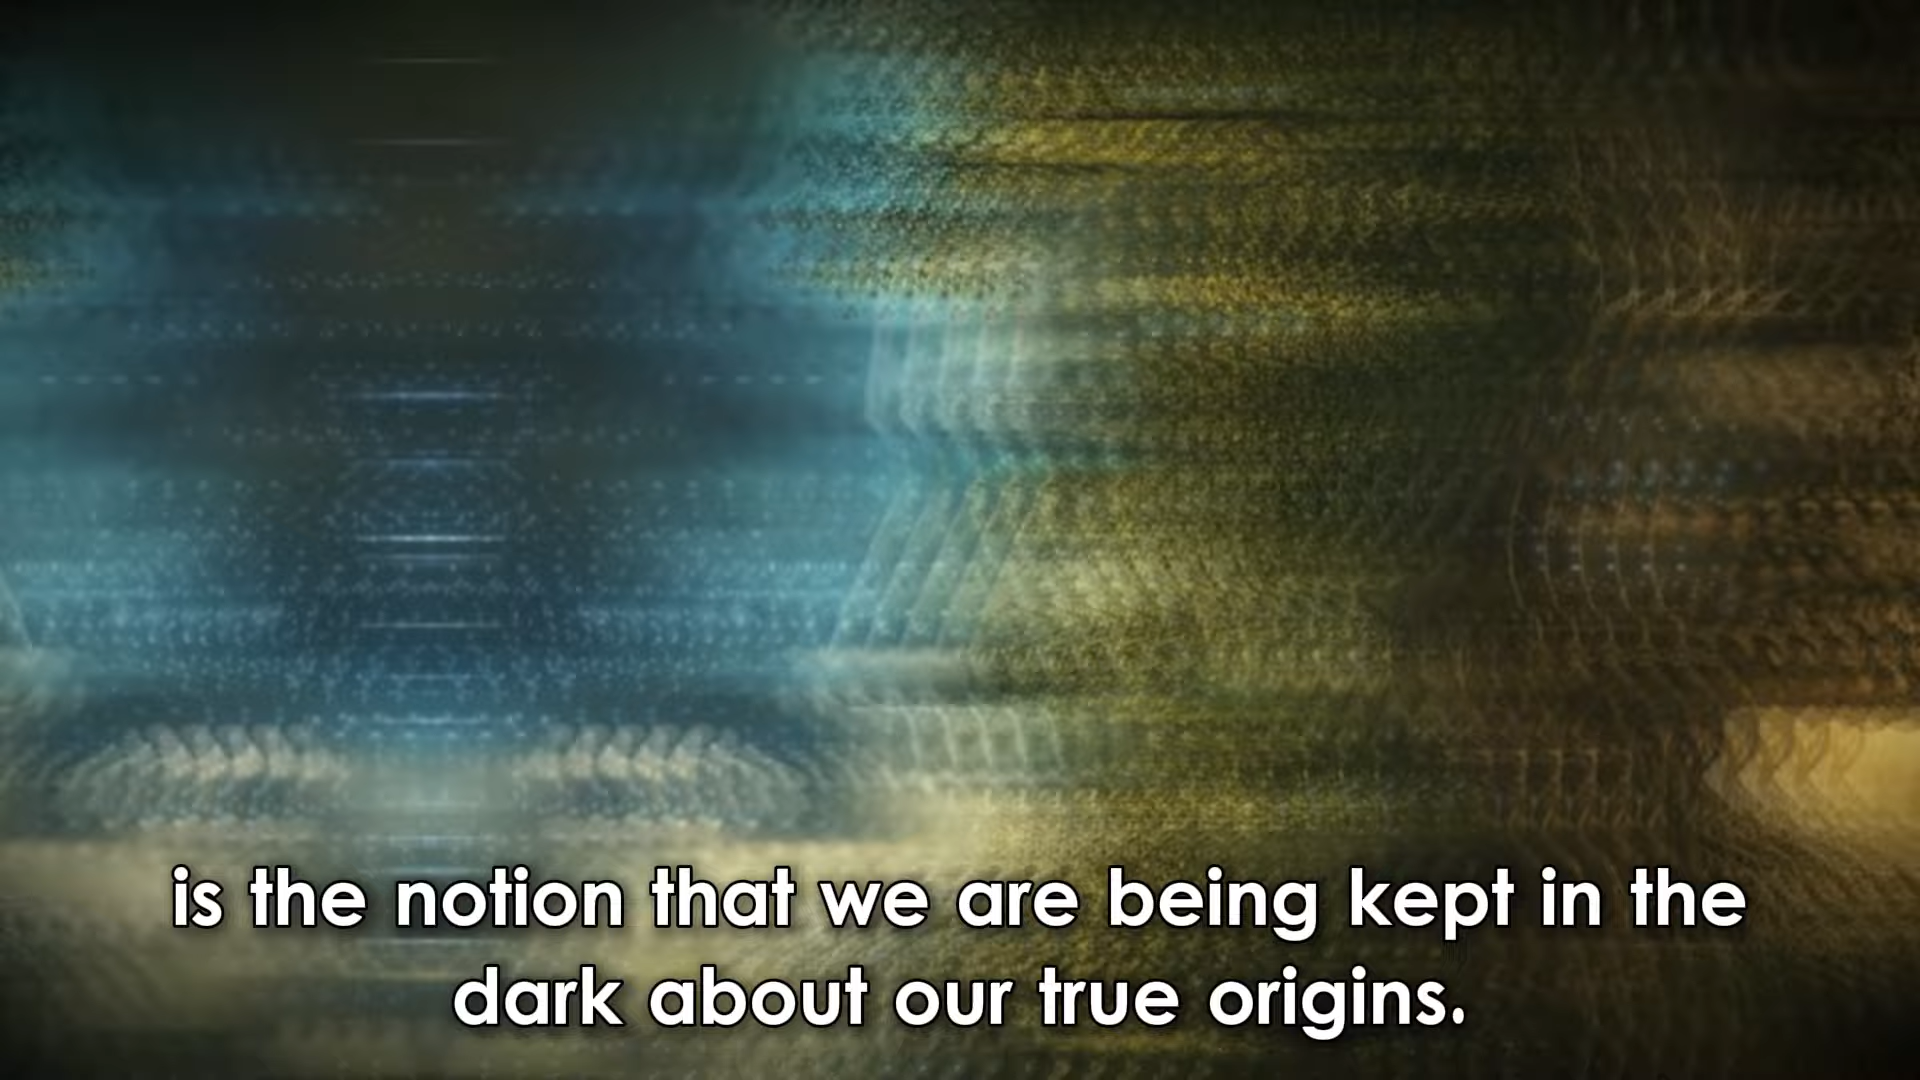 is the notion that we are being kept in the
dark about our true origins.